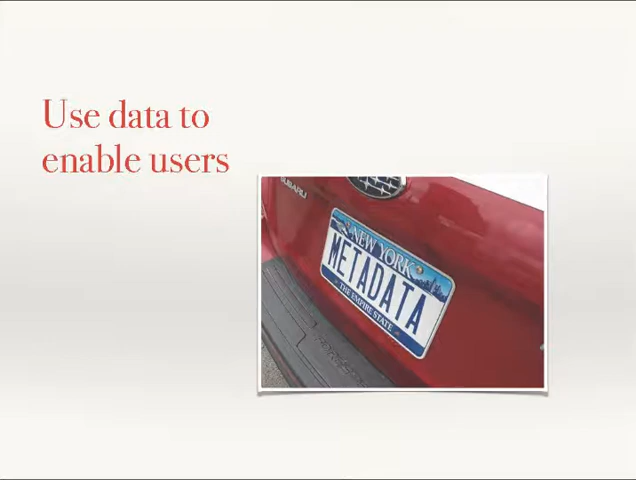 Use data to
enable users
SUBARU
NEW YORK
METADATA
THE EMPIRE STATE